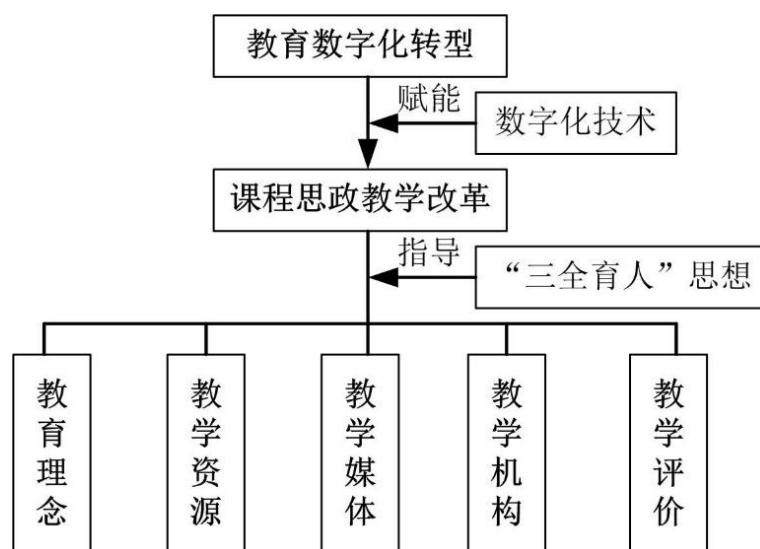 教育数字化转型
赋能
数字化技术
课程思政教学改革
指导
“三全育人”思想
教育理念
教学资源
教学媒体
教学机构
教学评价